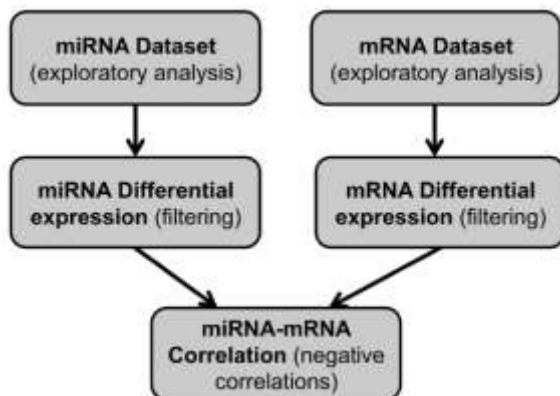 miRNA Dataset
(exploratory analysis)
mRNA Dataset
(exploratory analysis)
miRNA Differential
expression (filtering)
mRNA Differential
expression (filtering)
miRNA-mRNA
Correlation (negative
correlations)